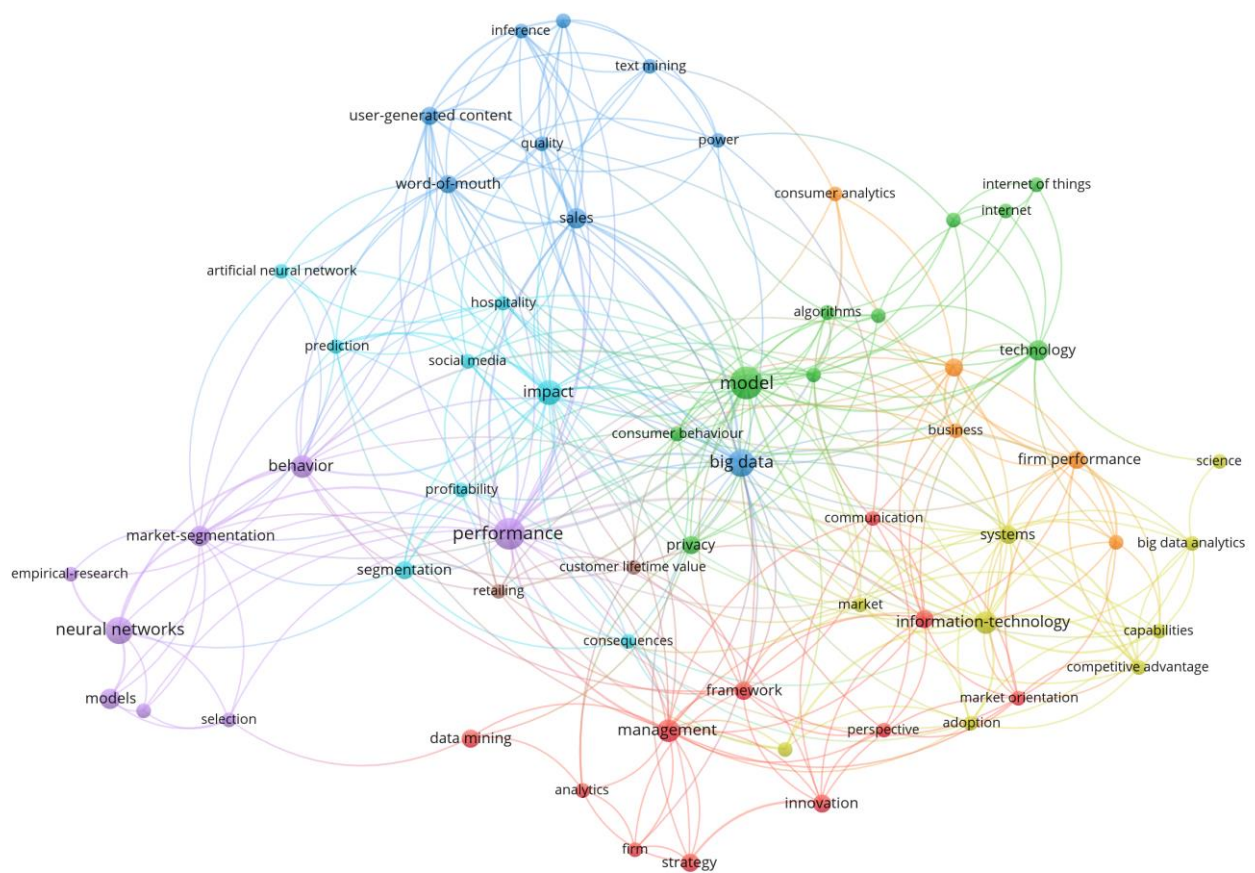 inference
text mining
user-generated content
quality
power
word-of-mouth
consumer analytics
internet of things
internet
sales
artificial neural network
hospitality
algorithms
prediction
social media
technology
model
impact
consumer behaviour
business
big data
behavior
firm performance
science
profitability
communication
performance
market-segmentation
systems
privacy
big data analytics
customer lifetime value
segmentation
empirical-research
retailing
market
information-technology
neural networks
capabilities
consequences
competitive advantage
framework
market orientation
models
selection
adoption
management
perspective
data mining
analytics
innovation
firm
strategy